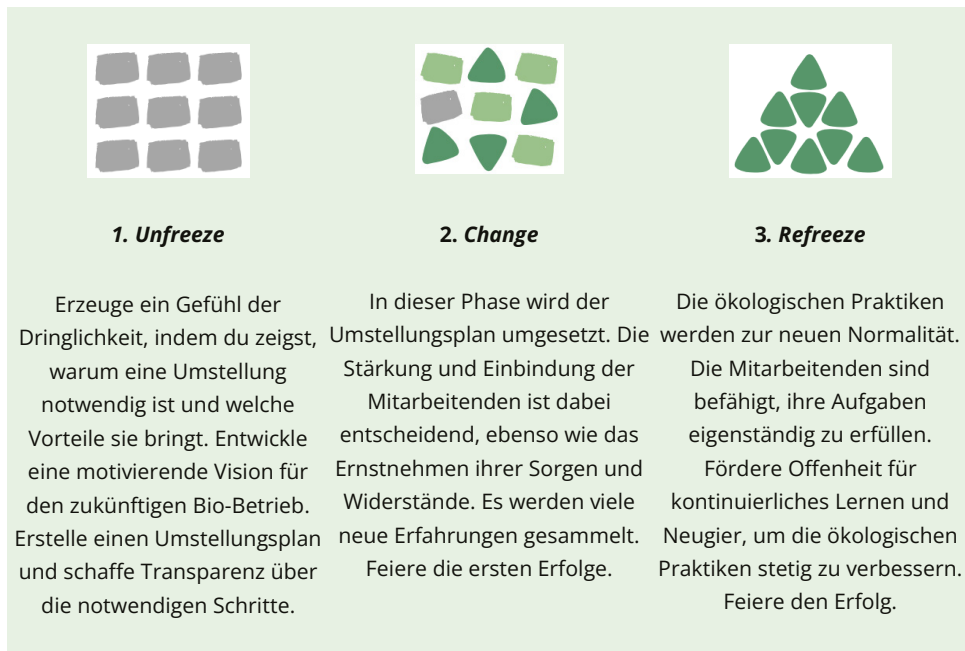 1. Unfreeze
Erzeuge ein Gefühl der
Dringlichkeit, indem du zeigst,
warum eine Umstellung
notwendig ist und welche
Vorteile sie bringt. Entwickle
eine motivierende Vision für
den zukünftigen Bio-Betrieb.
Erstelle einen Umstellungsplan
und schaffe Transparenz über
die notwendigen Schritte.
2. Change
In dieser Phase wird der
Umstellungsplan umgesetzt. Die
Stärkung und Einbindung der
Mitarbeitenden ist dabei
entscheidend, ebenso wie das
Ernstnehmen ihrer Sorgen und
Widerstände. Es werden viele
neue Erfahrungen gesammelt.
Feiere die ersten Erfolge.
3. Refreeze
Die ökologischen Praktiken
werden zur neuen Normalität.
Die Mitarbeitenden sind
befähigt, ihre Aufgaben
eigenständig zu erfüllen.
Fördere Offenheit für
kontinuierliches Lernen und
Neugier, um die ökologischen
Praktiken stetig zu verbessern.
Feiere den Erfolg.